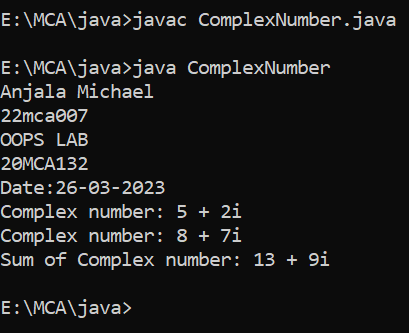 E:\MCA\java>javac ComplexNumber.java
E:\MCA\java>java ComplexNumber
Anjala Michael
22mca007
OOPS LAB
20MCA132
Date:26-03-2023
Complex number: 5 + 2i
Complex number: 8 + 7i
Sum of Complex number: 13 + 9i
E:\MCA\java>